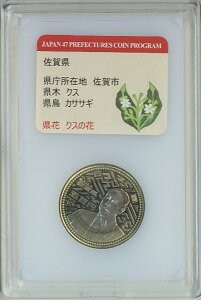 JAPAN 47 PREFECTURES COIN PROGRAM
佐賀県
県庁所在地 佐賀市
県木 クス
県鳥 カササギ
県花 クスの花